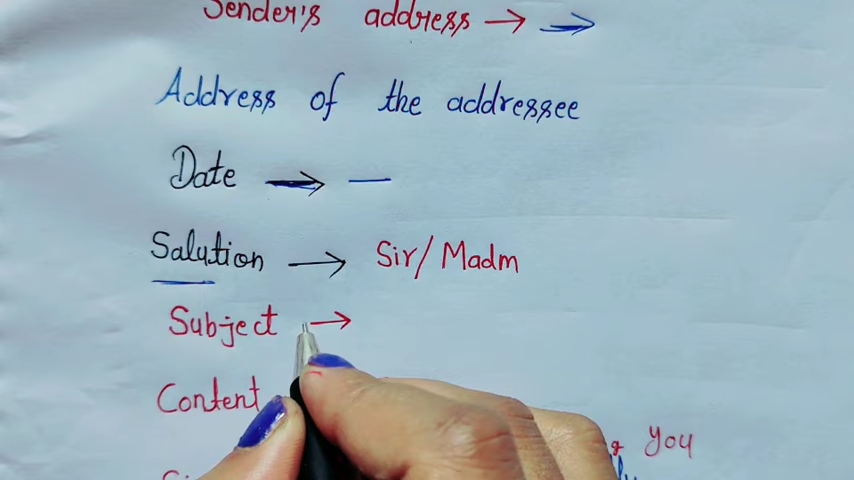 Sender's address → →
Address of the addressee
Date → —
Salution → Sir/Madm
Subject →
Content
you